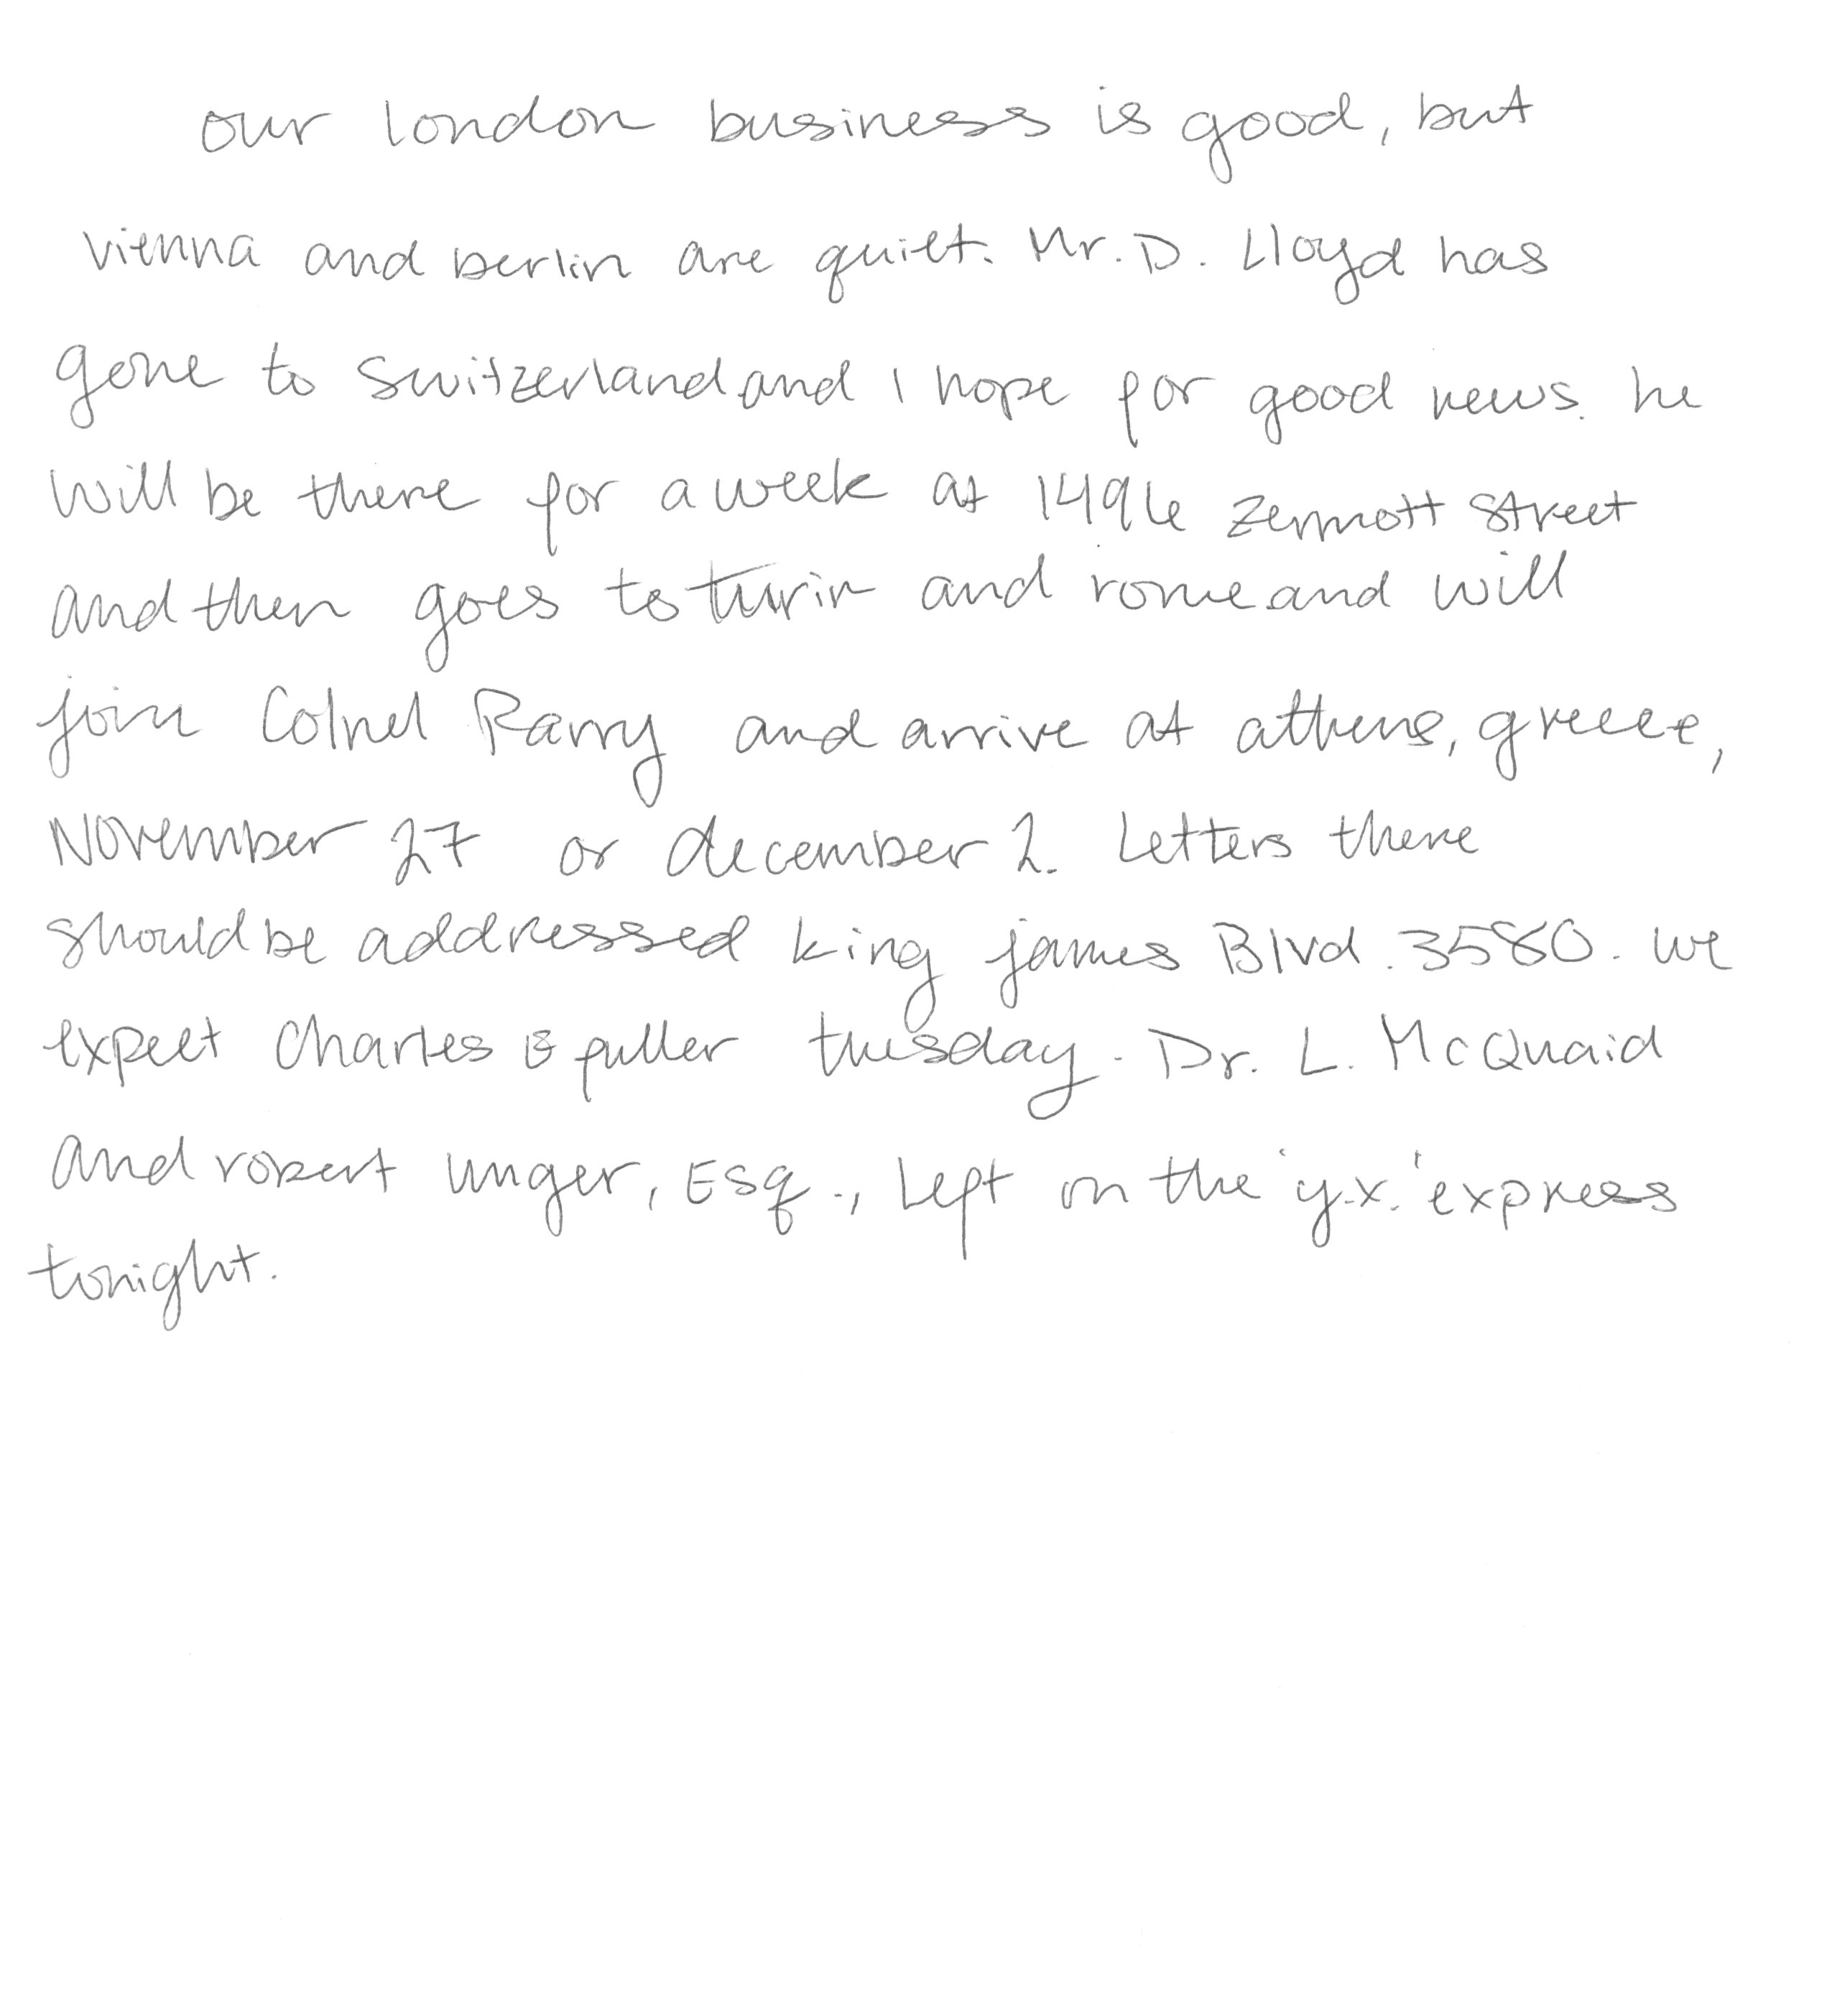 our london business is good, but
vienna and berlin are quiet. Mr. D. Lloyd has
gone to switzerland and I hope for good news. he
will be there for a week at 1496 zermott street
and then goes to turin and rome and will
join Colnel Parry and arrive at athens, greece,
November 27 or december 2. Letters there
should be addressed king james Blvd. 3580. we
expect Charles E puller tuesday. Dr. L. McQuaid
and robert unger, Esq., left on the 'y.x.' express
tonight.